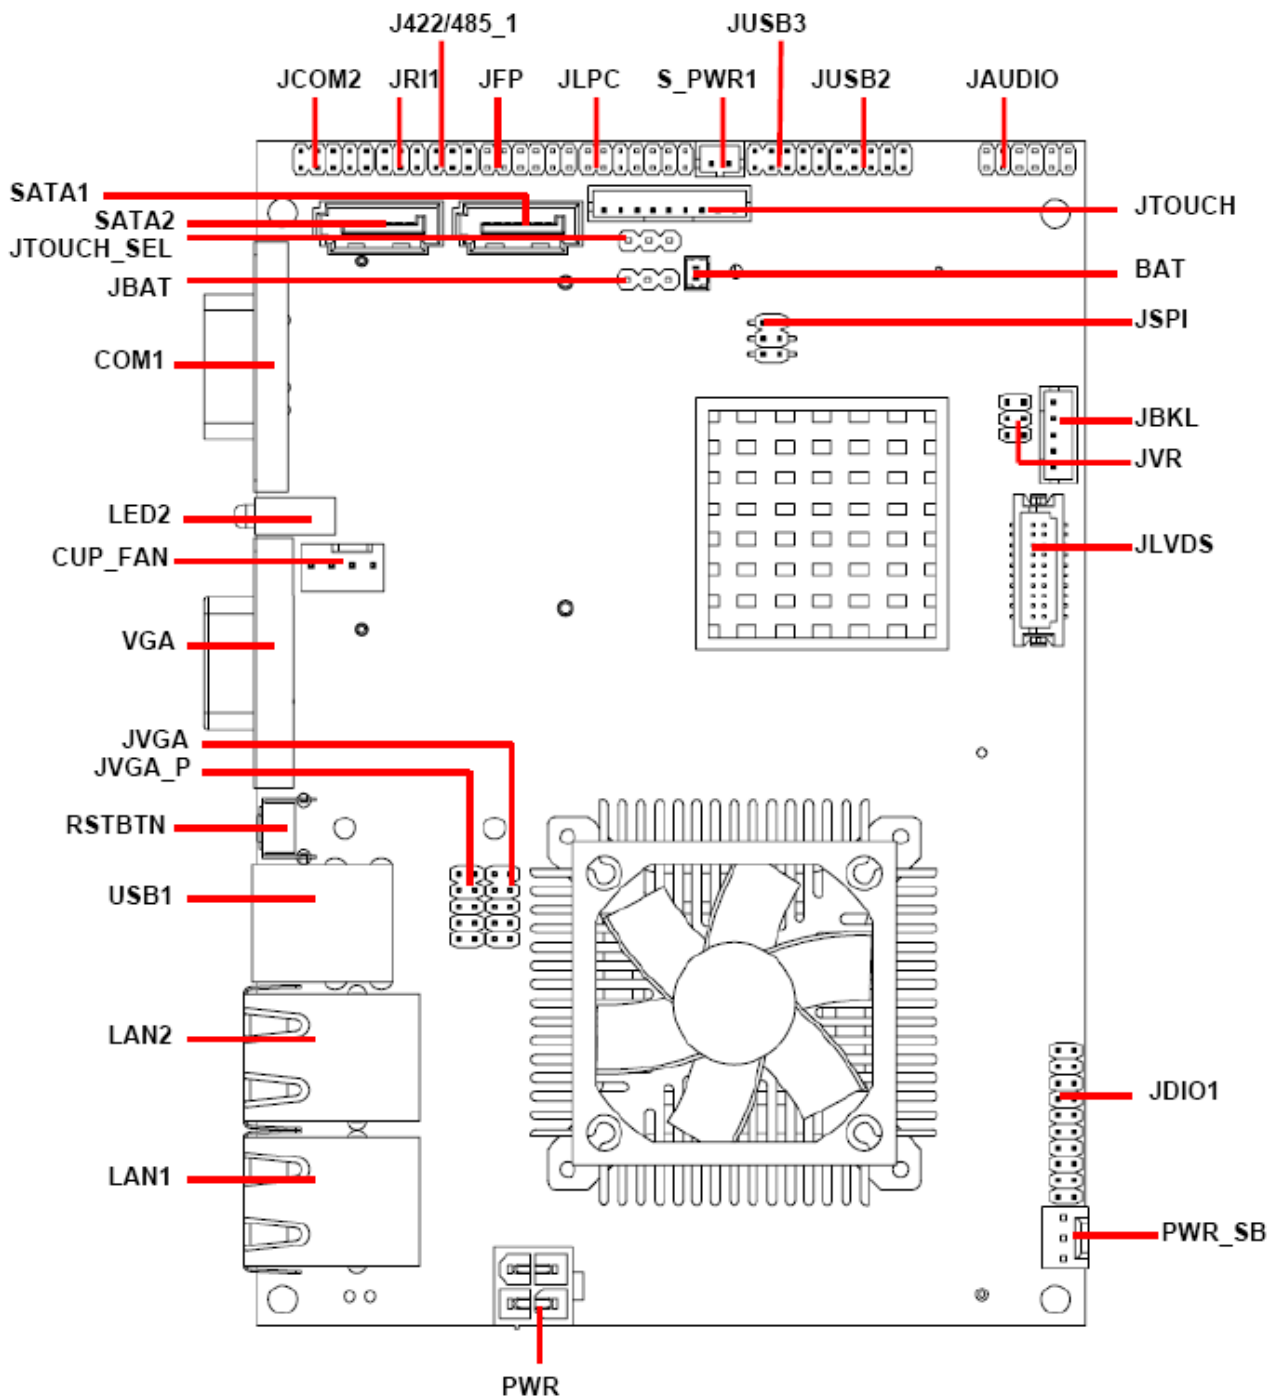 J422/485_1
JUSB3
JCOM2
JRI1
JFP
JLPC
S_PWR1
JUSB2
JAUDIO
SATA1
SATA2
JTOUCH_SEL
JBAT
COM1
LED2
CUP_FAN
VGA
JVGA
JVGA_P
RSTBTN
USB1
LAN2
LAN1
JTOUCH
BAT
JSPI
JBKL
JVR
JLVDS
JDIO1
PWR_SB
PWR